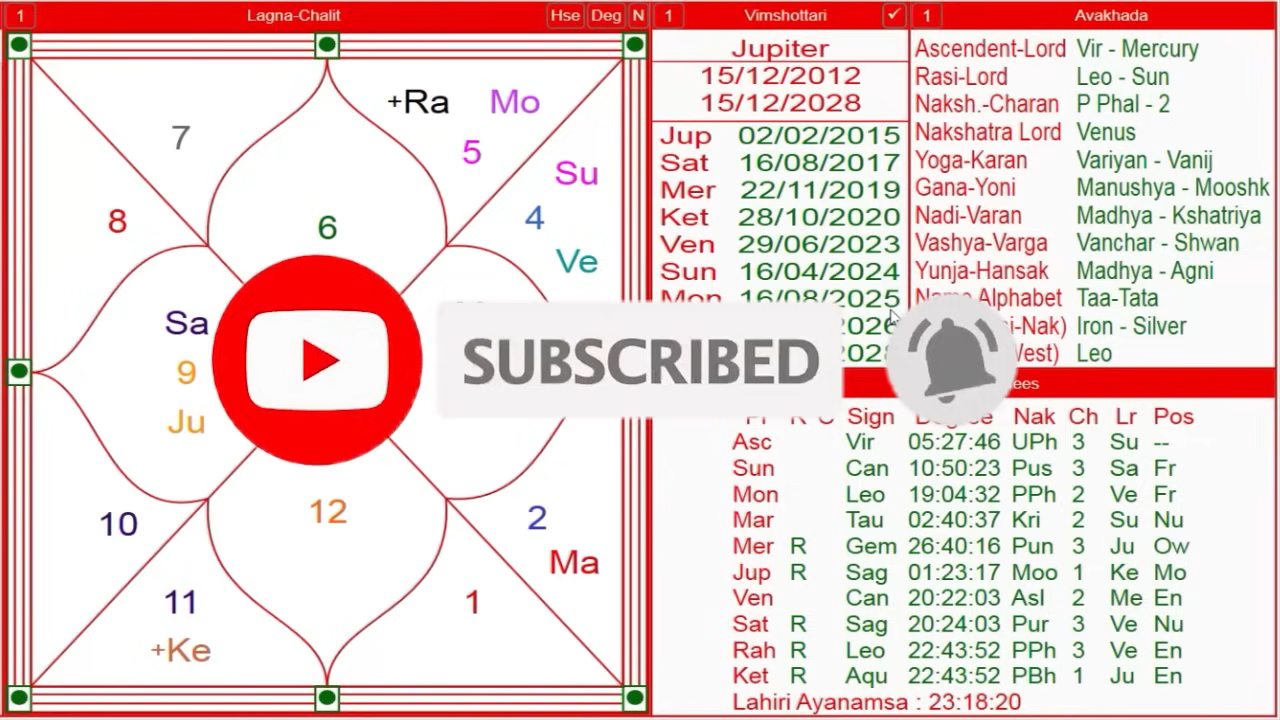 1 Lagna-Chalit Hse Deg N
+Ra Mo
7 5
Su
8 6 4
Ve
Sa
9
Ju
10 12 2
Ma
11 1
+Ke
1 Vimshottari ✓
Jupiter
15/12/2012
15/12/2028
Jup 02/02/2015
Sat 16/08/2017
Mer 22/11/2019
Ket 28/10/2020
Ven 29/06/2023
Sun 16/04/2024
Mon 16/08/2025
1 Avakhada
Ascendent-Lord Vir - Mercury
Rasi-Lord Leo - Sun
Naksh.-Charan P Phal - 2
Nakshatra Lord Venus
Yoga-Karan Variyan - Vanij
Gana-Yoni Manushya - Mooshk
Nadi-Varan Madhya - Kshatriya
Vashya-Varga Vanchar - Shwan
Yunja-Hansak Madhya - Agni
Alphabet Taa-Tata
Iron - Silver
Leo
SUBSCRIBED
Sign Degree Nak Ch Lr Pos
Asc Vir 05:27:46 UPh 3 Su --
Sun Can 10:50:23 Pus 3 Sa Fr
Mon Leo 19:04:32 PPh 2 Ve Fr
Mar Tau 02:40:37 Kri 2 Su Nu
Mer R Gem 26:40:16 Pun 3 Ju Ow
Jup R Sag 01:23:17 Moo 1 Ke Mo
Ven Can 20:22:03 Asl 2 Me En
Sat R Sag 20:24:03 Pur 3 Ve Nu
Rah R Leo 22:43:52 PPh 3 Ve En
Ket R Aqu 22:43:52 PBh 1 Ju En
Lahiri Ayanamsa : 23:18:20